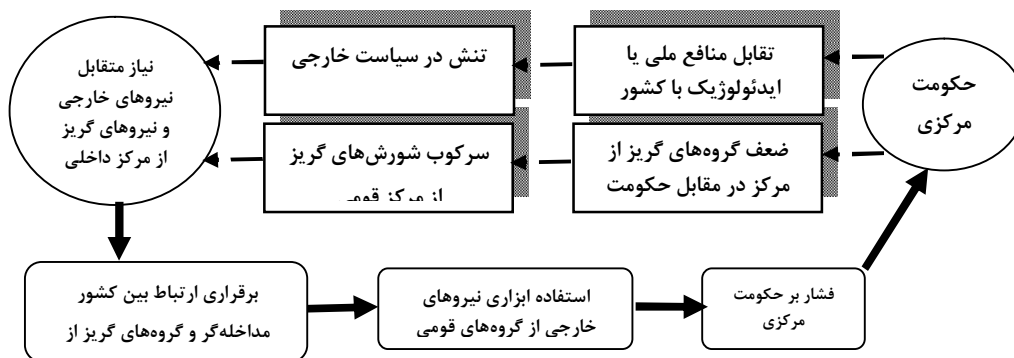 حکومت
مرکزی
تقابل منافع ملی یا
ایدئولوژیک با کشور
تنش در سیاست خارجی
نیاز متقابل
نیروهای خارجی
و نیروهای گریز
از مرکز داخلی
ضعف گروه‌های گریز از
مرکز در مقابل حکومت
سرکوب شورش‌های گریز
از مرکز قومی
برقراری ارتباط بین کشور
مداخله‌گر و گروه‌های گریز از
استفاده ابزاری نیروهای
خارجی از گروه‌های قومی
فشار بر حکومت
مرکزی